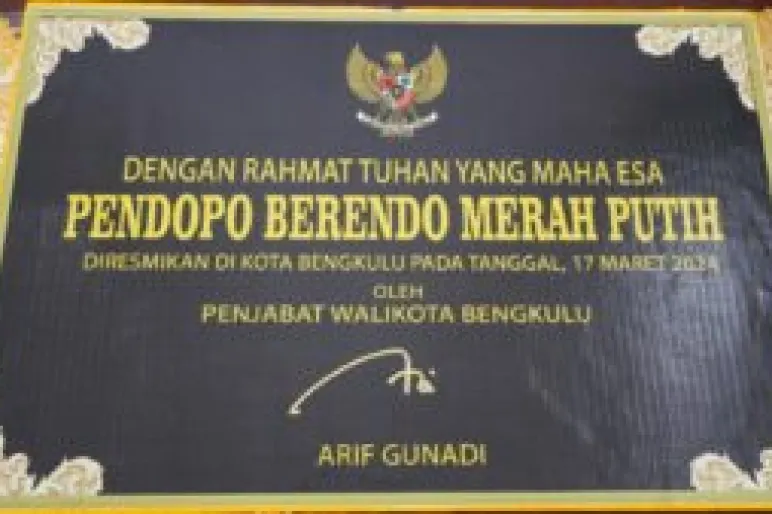 DENGAN RAHMAT TUHAN YANG MAHA ESA
PENDOPO BERENDO MERAH PUTIH
DIRESMIKAN DI KOTA BENGKULU PADA TANGGAL, 17 MARET 2024
OLEH
PENJABAT WALIKOTA BENGKULU
ARIF GUNADI